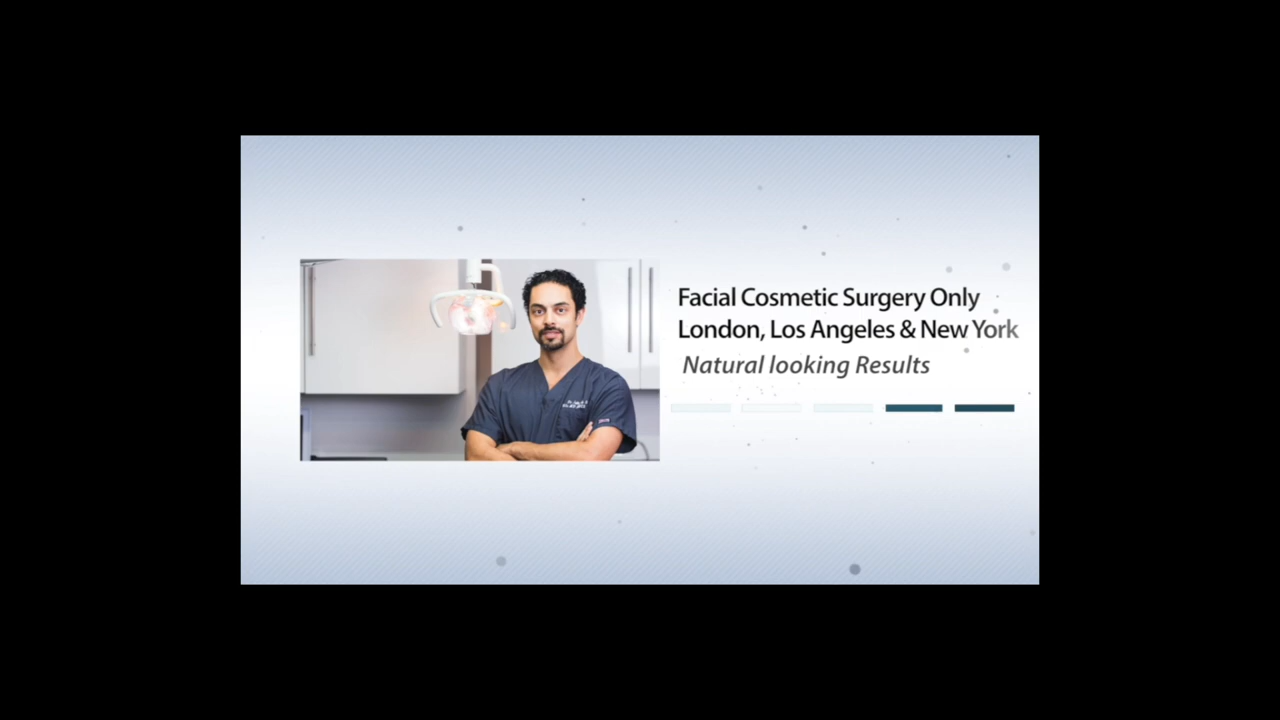 Facial Cosmetic Surgery Only
London, Los Angeles & New York
Natural looking Results